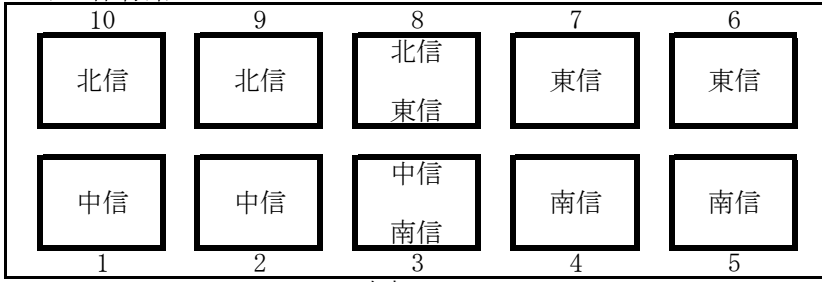 10 9 8 7 6
北信 北信 北信 東信 東信
東信
中信 中信 中信 南信 南信
南信
1 2 3 4 5